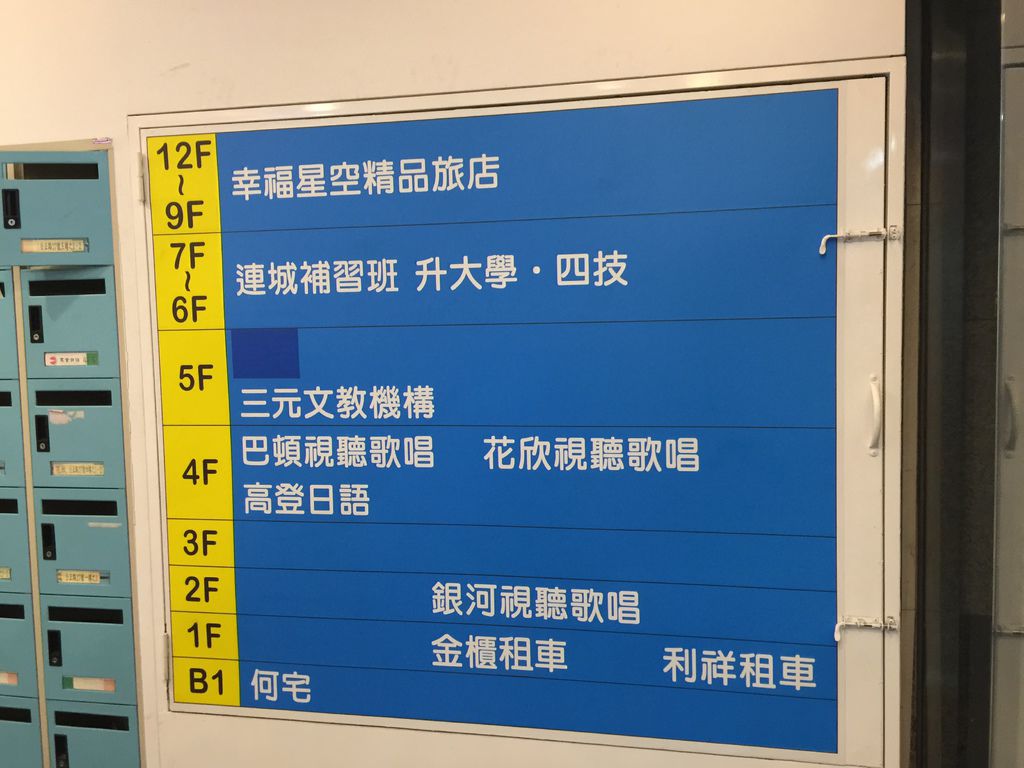 12F
~
9F
幸福星空精品旅店
7F
~
6F
連城補習班 升大學・四技
5F
三元文教機構
4F
巴頓視聽歌唱 花欣視聽歌唱
高登日語
3F
2F
銀河視聽歌唱
1F
金櫃租車 利祥租車
B1
何宅